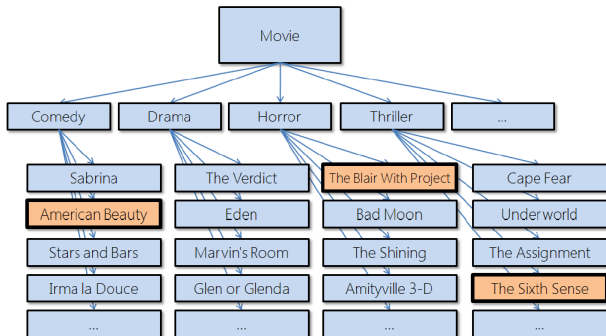 Movie
Comedy Drama Horror Thriller ...
Sabrina The Verdict The Blair With Project Cape Fear
American Beauty Eden Bad Moon Underworld
Stars and Bars Marvin's Room The Shining The Assignment
Irma la Douce Glen or Glenda Amityville 3-D The Sixth Sense
... ... ... ...